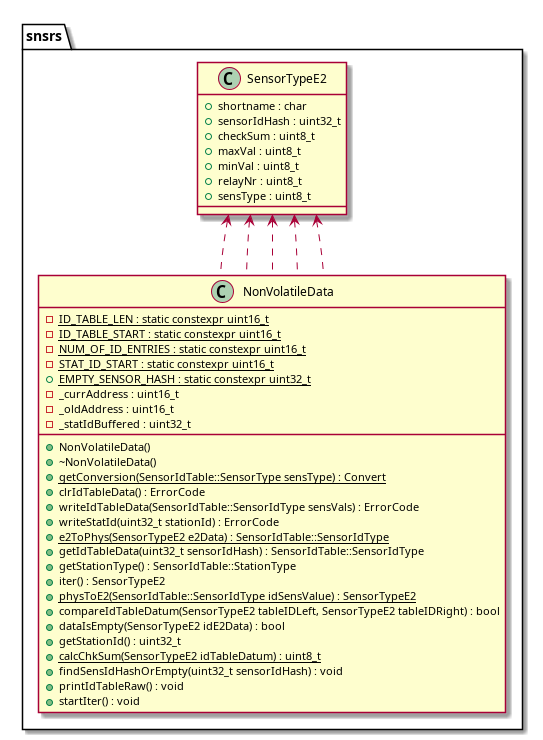 snsrs
C SensorTypeE2
shortname : char
sensorIdHash : uint32_t
checkSum : uint8_t
maxVal : uint8_t
minVal : uint8_t
relayNr : uint8_t
sensType : uint8_t
C NonVolatileData
ID_TABLE_LEN : static constexpr uint16_t
ID_TABLE_START : static constexpr uint16_t
NUM_OF_ID_ENTRIES : static constexpr uint16_t
STAT_ID_START : static constexpr uint16_t
EMPTY_SENSOR_HASH : static constexpr uint32_t
_currAddress : uint16_t
_oldAddress : uint16_t
_statIdBuffered : uint32_t
NonVolatileData()
~NonVolatileData()
getConversion(SensorIdTable::SensorType sensType) : Convert
clrIdTableData() : ErrorCode
writeIdTableData(SensorIdTable::SensorIdType sensVals) : ErrorCode
writeStatId(uint32_t stationId) : ErrorCode
e2ToPhys(SensorTypeE2 e2Data) : SensorIdTable::SensorIdType
getIdTableData(uint32_t sensorIdHash) : SensorIdTable::SensorIdType
getStationType() : SensorIdTable::StationType
iter() : SensorTypeE2
physToE2(SensorIdTable::SensorIdType idSensValue) : SensorTypeE2
compareIdTableDatum(SensorTypeE2 tableIDLeft, SensorTypeE2 tableIDRight) : bool
dataIsEmpty(SensorTypeE2 idE2Data) : bool
getStationId() : uint32_t
calcChkSum(SensorTypeE2 idTableDatum) : uint8_t
findSensIdHashOrEmpty(uint32_t sensorIdHash) : void
printIdTableRaw() : void
startIter() : void